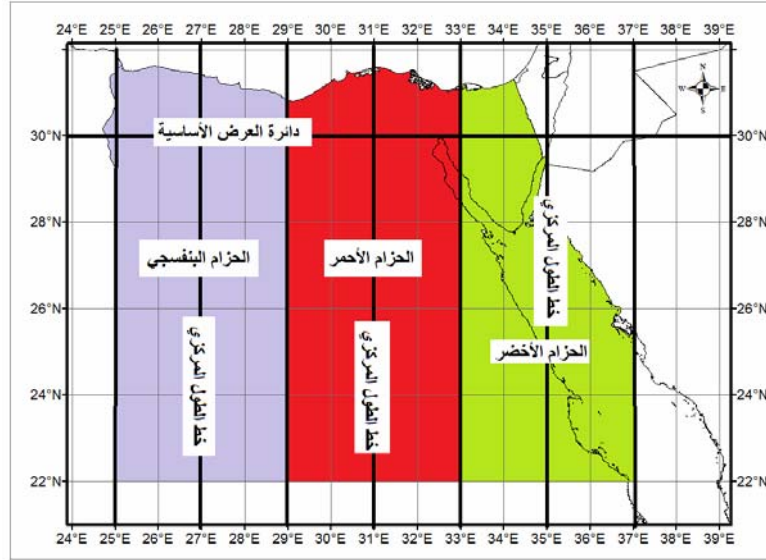 24°E 25°E 26°E 27°E 28°E 29°E 30°E 31°E 32°E 33°E 34°E 35°E 36°E 37°E 38°E 39°E
N
W E
S
30°N 30°N
دائرة العرض الأساسية
28°N 28°N
الحزام البنفسجي
الحزام الأحمر
خط الطول المركزي
26°N 26°N
الحزام الأخضر
خط الطول المركزي
خط الطول المركزي
24°N 24°N
22°N 22°N
24°E 25°E 26°E 27°E 28°E 29°E 30°E 31°E 32°E 33°E 34°E 35°E 36°E 37°E 38°E 39°E